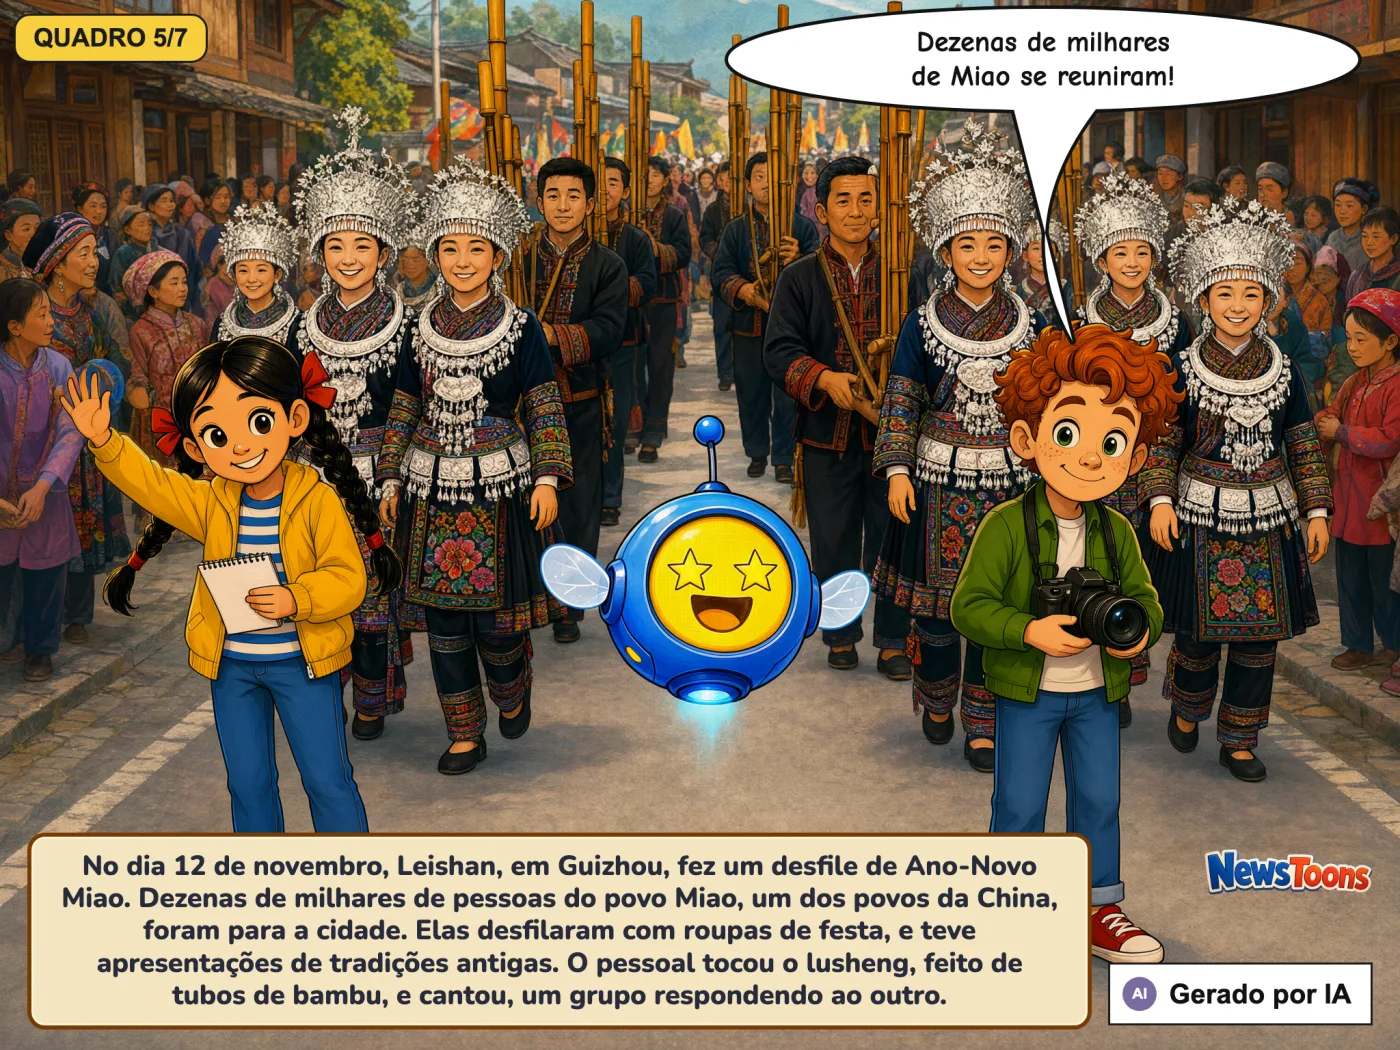 QUADRO 5/7
Dezenas de milhares
de Miao se reuniram!
No dia 12 de novembro, Leishan, em Guizhou, fez um desfile de Ano-Novo
Miao. Dezenas de milhares de pessoas do povo Miao, um dos povos da China,
foram para a cidade. Elas desfilaram com roupas de festa, e teve
apresentações de tradições antigas. O pessoal tocou o lusheng, feito de
tubos de bambu, e cantou, um grupo respondendo ao outro.
NewsToons
AI Gerado por IA